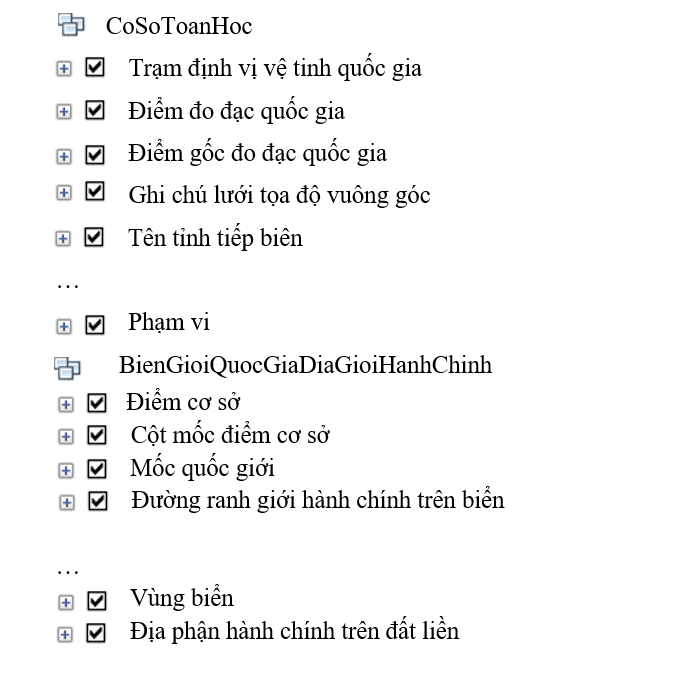 CoSoToanHoc
Trạm định vị vệ tinh quốc gia
Điểm đo đạc quốc gia
Điểm gốc đo đạc quốc gia
Ghi chú lưới tọa độ vuông góc
Tên tỉnh tiếp biên
…
Phạm vi
BienGioiQuocGiaDiaGioiHanhChinh
Điểm cơ sở
Cột mốc điểm cơ sở
Mốc quốc giới
Đường ranh giới hành chính trên biển
…
Vùng biển
Địa phận hành chính trên đất liền